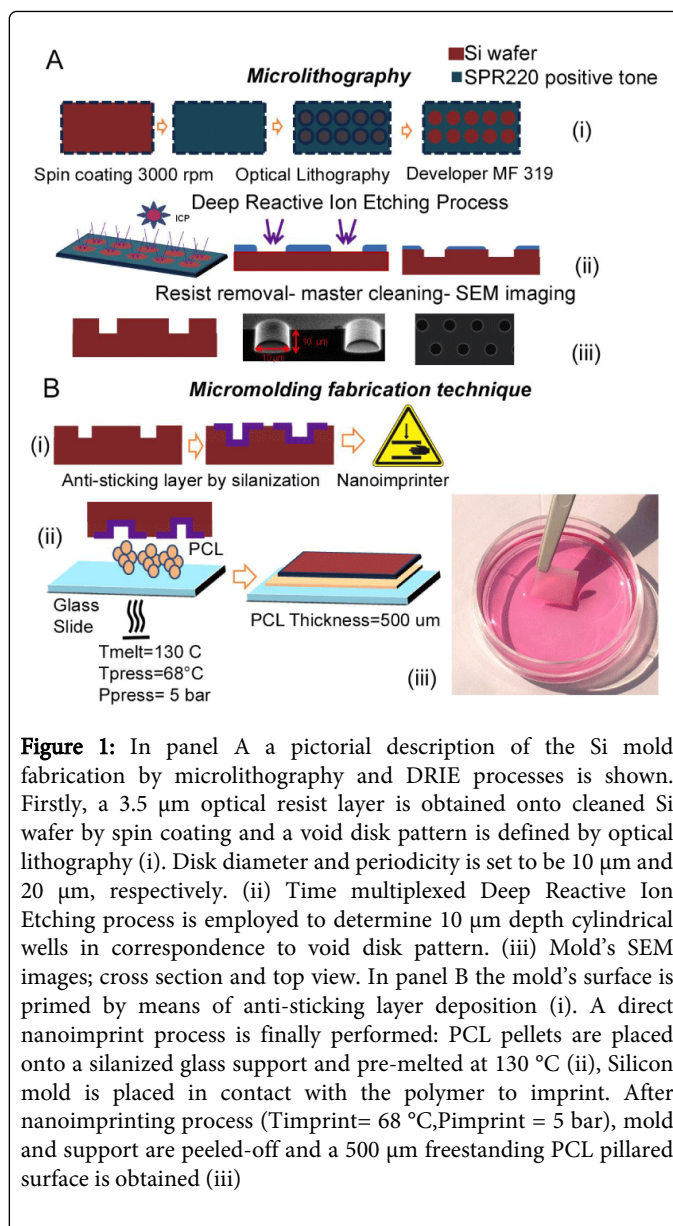 A
Si wafer
Microlithography
SPR220 positive tone
(i)
Spin coating 3000 rpm
Optical Lithography
Developer MF 319
Deep Reactive Ion Etching Process
ICP
(ii)
Resist removal- master cleaning- SEM imaging
10 µm
10 µm
(iii)
B
Micromolding fabrication technique
(i)
Anti-sticking layer by silanization
Nanoimprinter
(ii)
PCL
Glass
Slide
PCL Thickness=500 um
Tmelt=130 C
Tpress=68°C
Ppress= 5 bar
(iii)
Figure 1: In panel A a pictorial description of the Si mold
fabrication by microlithography and DRIE processes is shown.
Firstly, a 3.5 μm optical resist layer is obtained onto cleaned Si
wafer by spin coating and a void disk pattern is defined by optical
lithography (i). Disk diameter and periodicity is set to be 10 μm and
20 μm, respectively. (ii) Time multiplexed Deep Reactive Ion
Etching process is employed to determine 10 μm depth cylindrical
wells in correspondence to void disk pattern. (iii) Mold's SEM
images; cross section and top view. In panel B the mold's surface is
primed by means of anti-sticking layer deposition (i). A direct
nanoimprint process is finally performed: PCL pellets are placed
onto a silanized glass support and pre-melted at 130 °C (ii), Silicon
mold is placed in contact with the polymer to imprint. After
nanoimprinting process (Timprint= 68 °C,Pimprint = 5 bar), mold
and support are peeled-off and a 500 μm freestanding PCL pillared
surface is obtained (iii)